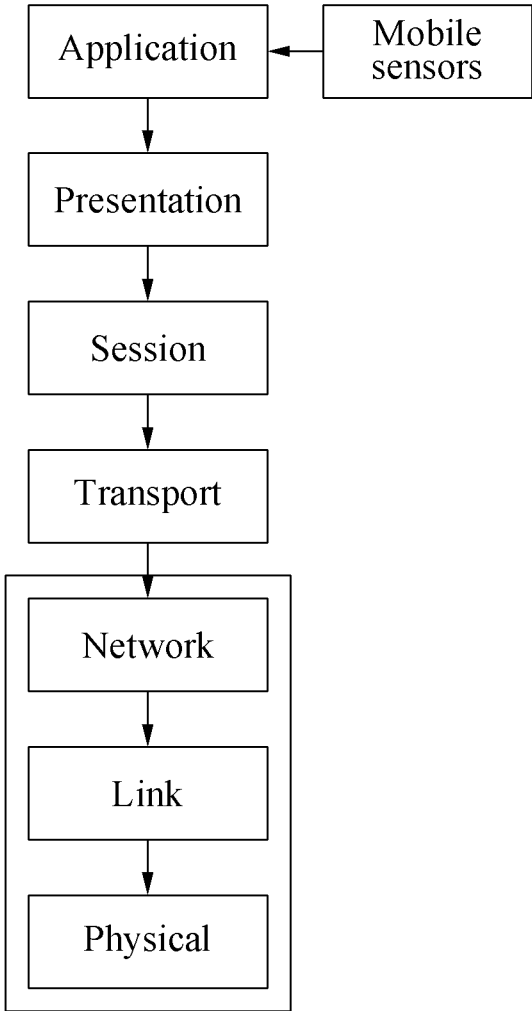 Application
Mobile
sensors
Presentation
Session
Transport
Network
Link
Physical